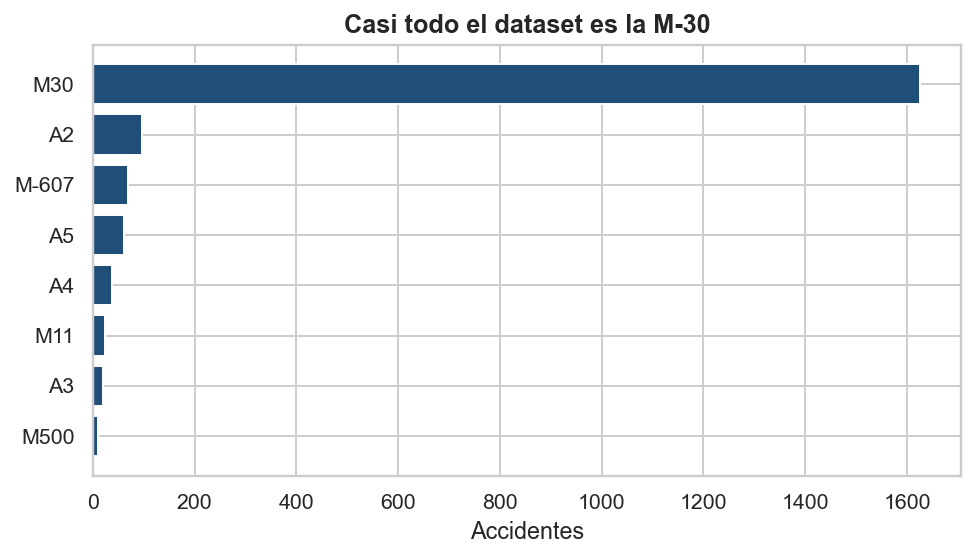 Casi todo el dataset es la M-30
M30
A2
M-607
A5
A4
M11
A3
M500
0 200 400 600 800 1000 1200 1400 1600
Accidentes